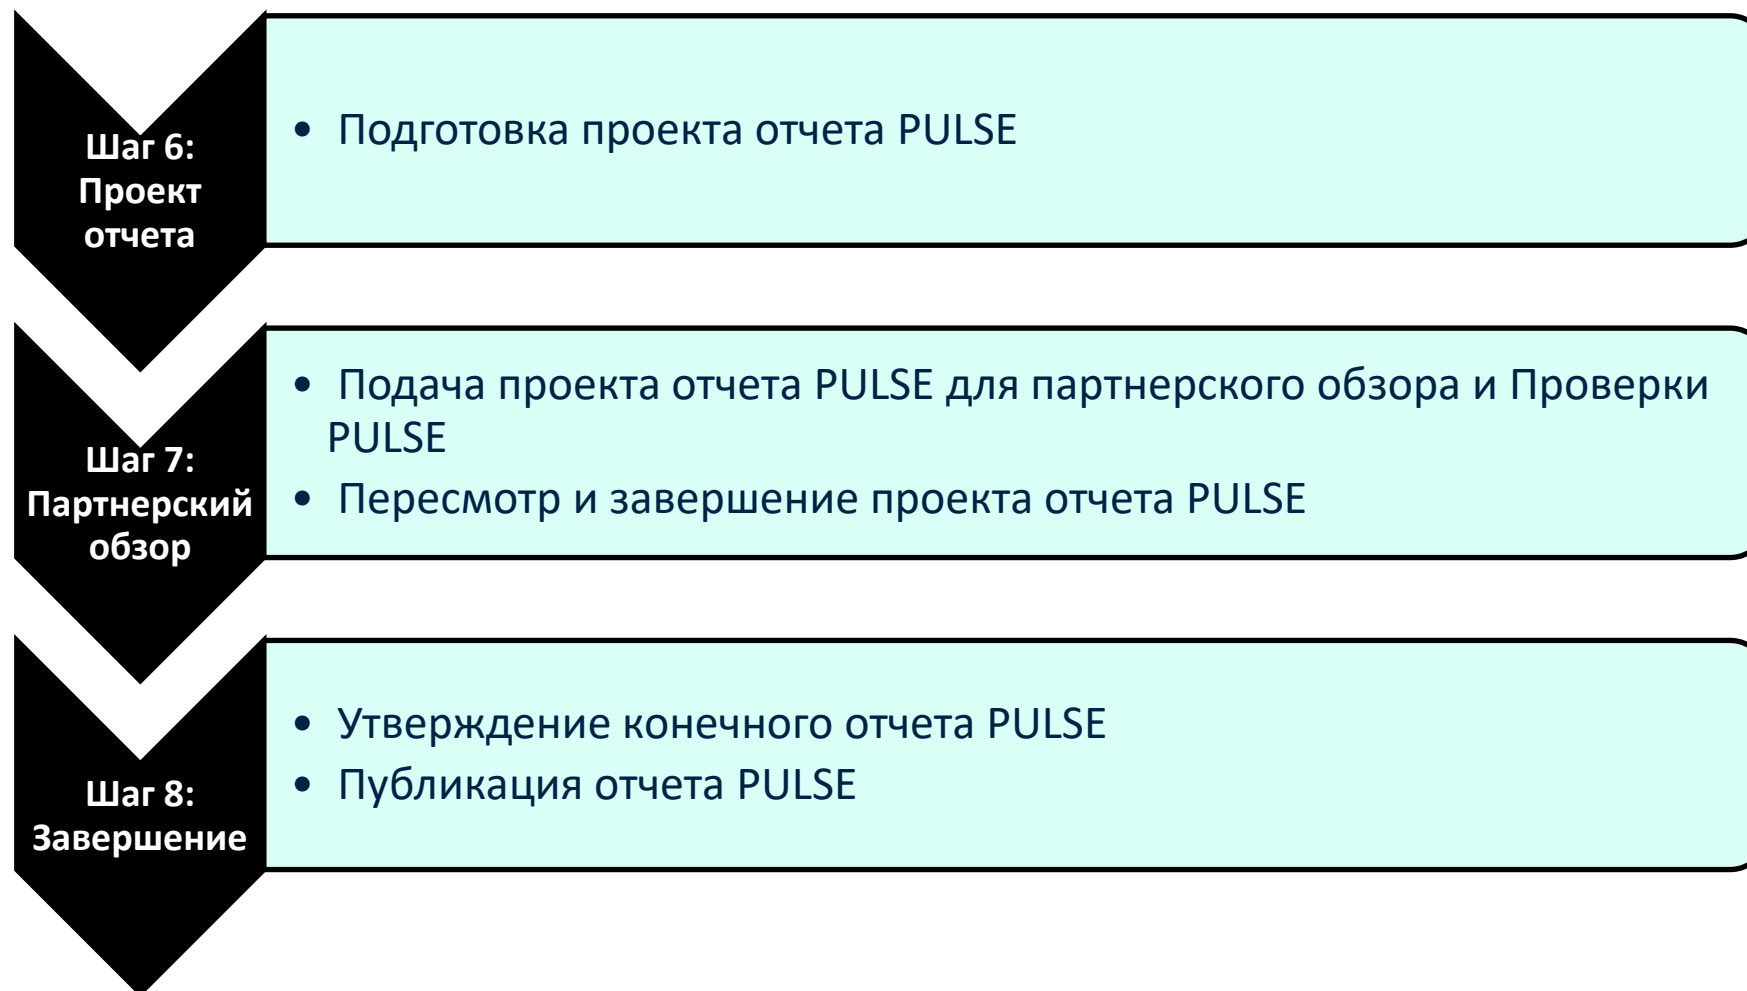 Шаг 6:
Проект
отчета
• Подготовка проекта отчета PULSE
Шаг 7:
Партнерский
обзор
• Подача проекта отчета PULSE для партнерского обзора и Проверки
PULSE
• Пересмотр и завершение проекта отчета PULSE
Шаг 8:
Завершение
• Утверждение конечного отчета PULSE
• Публикация отчета PULSE